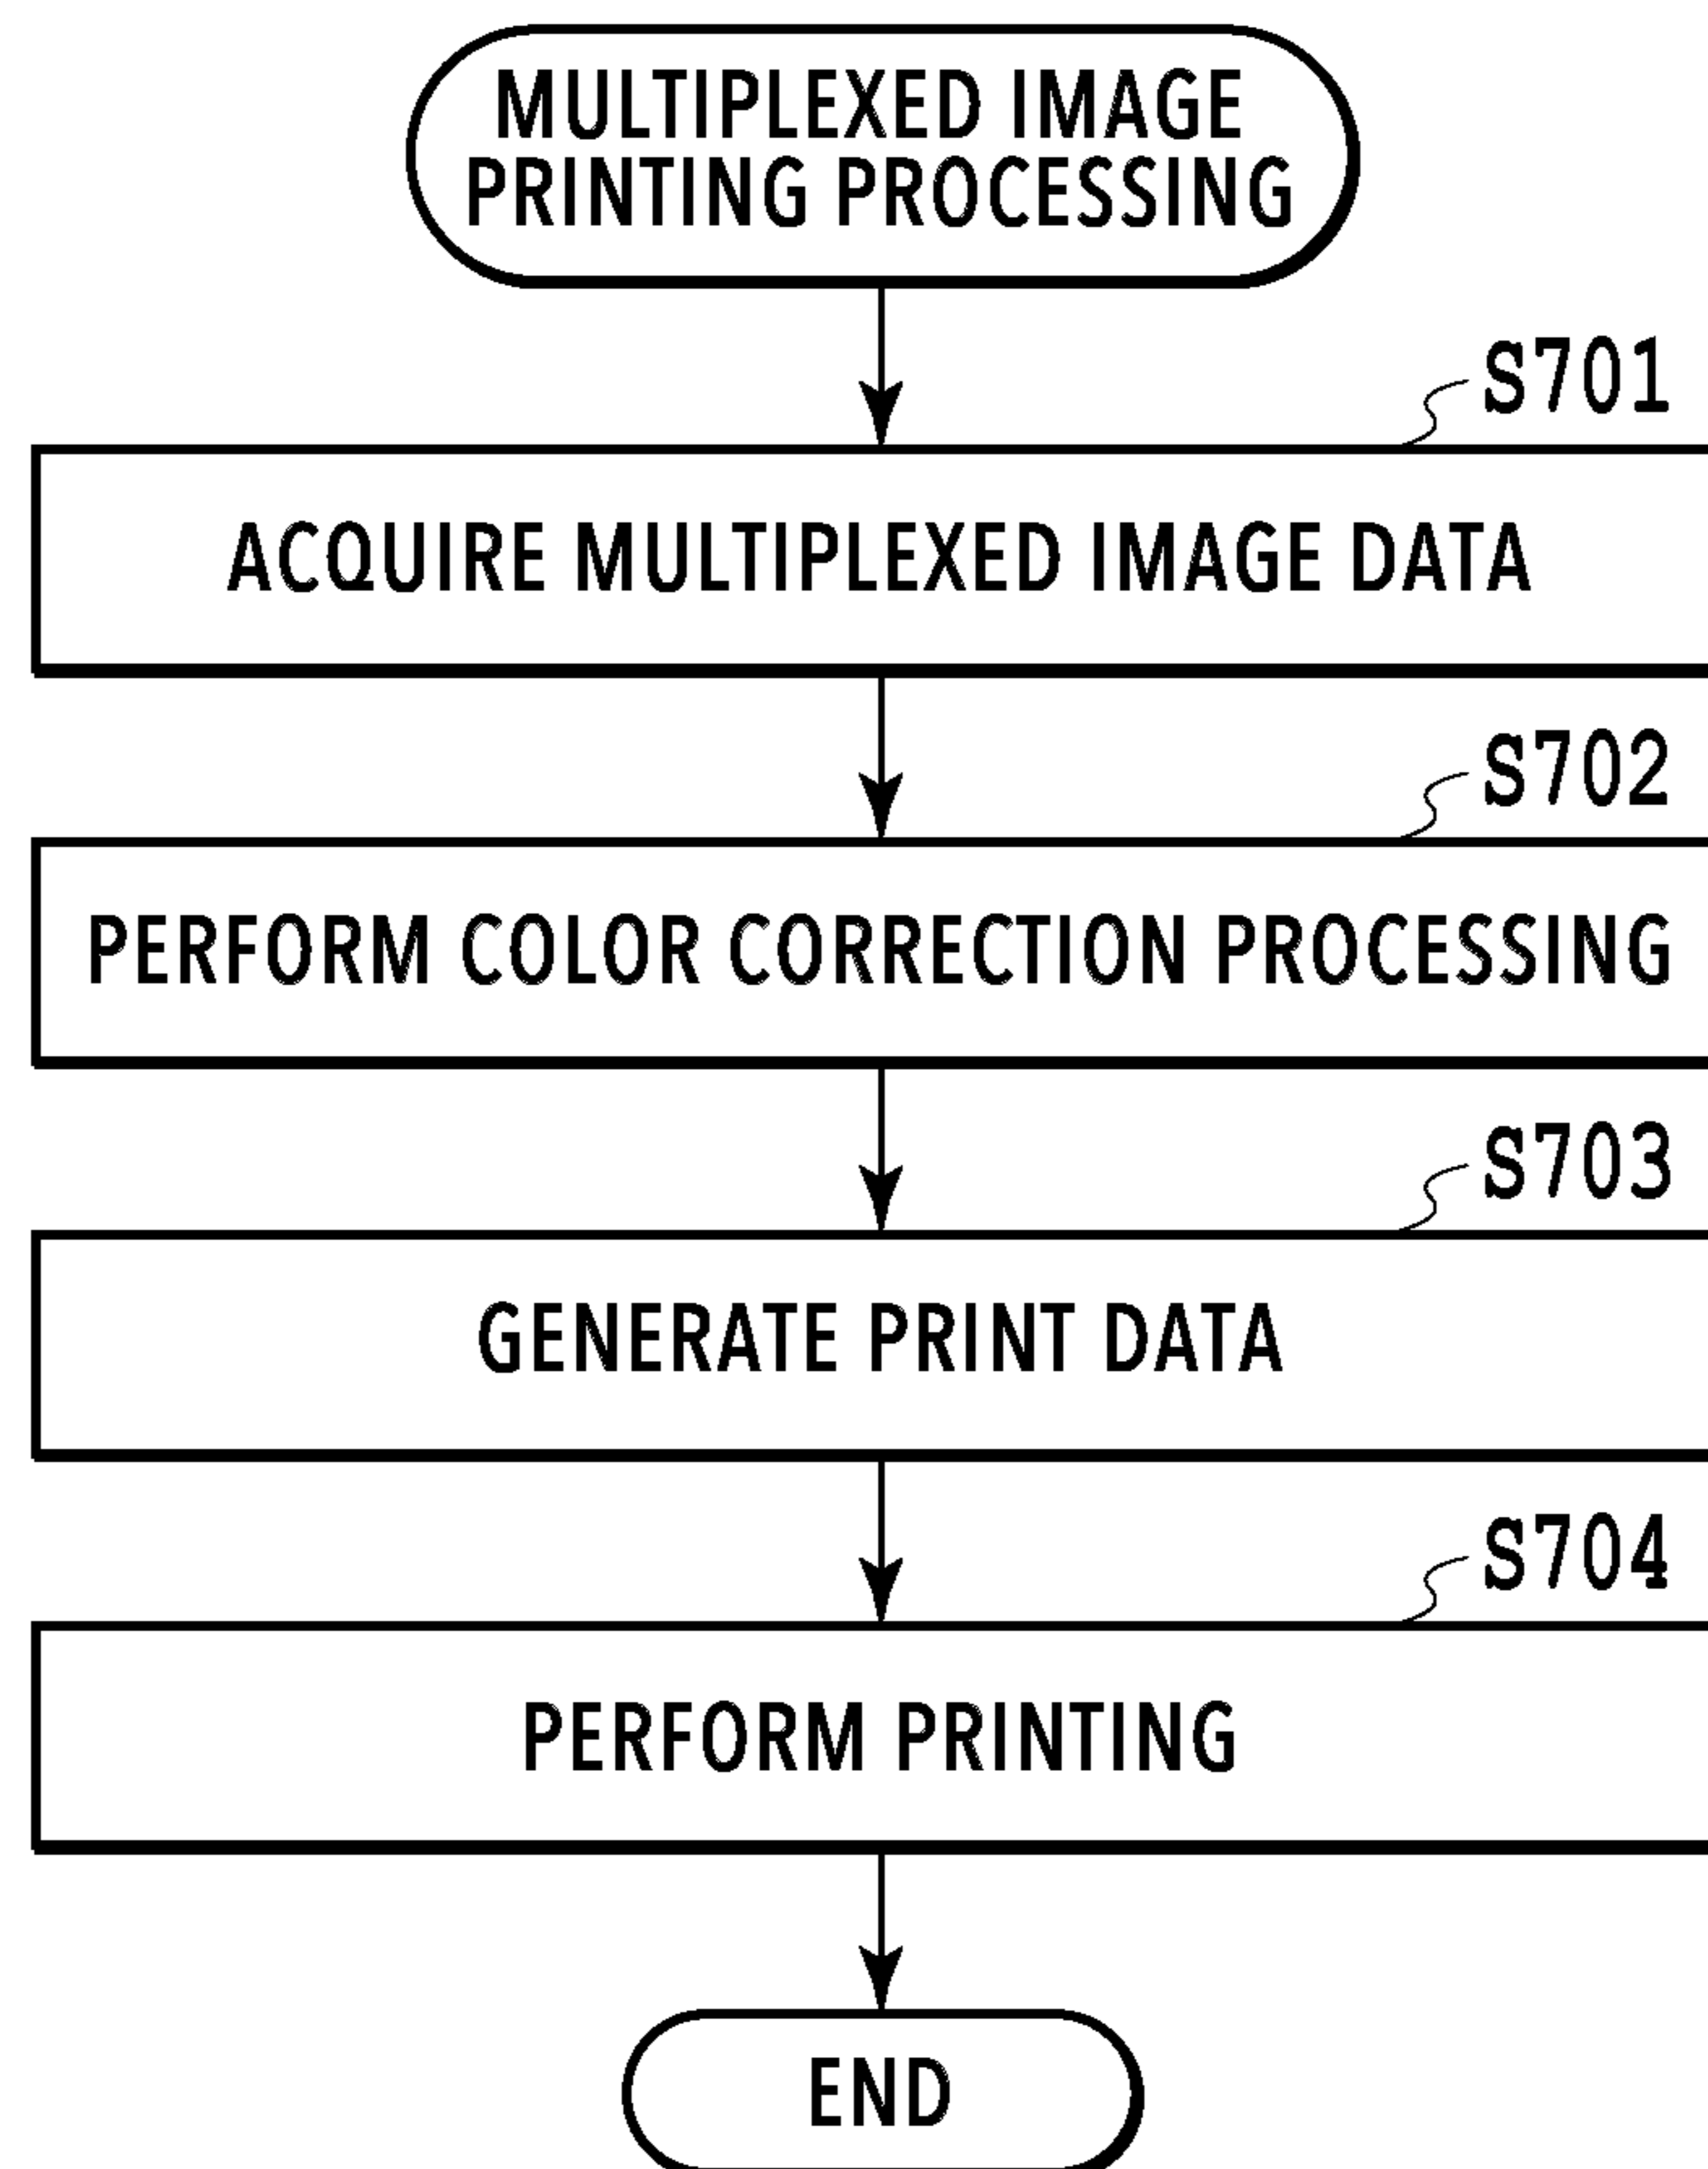 MULTIPLEXED IMAGE
PRINTING PROCESSING
S701
ACQUIRE MULTIPLEXED IMAGE DATA
S702
PERFORM COLOR CORRECTION PROCESSING
S703
GENERATE PRINT DATA
S704
PERFORM PRINTING
END